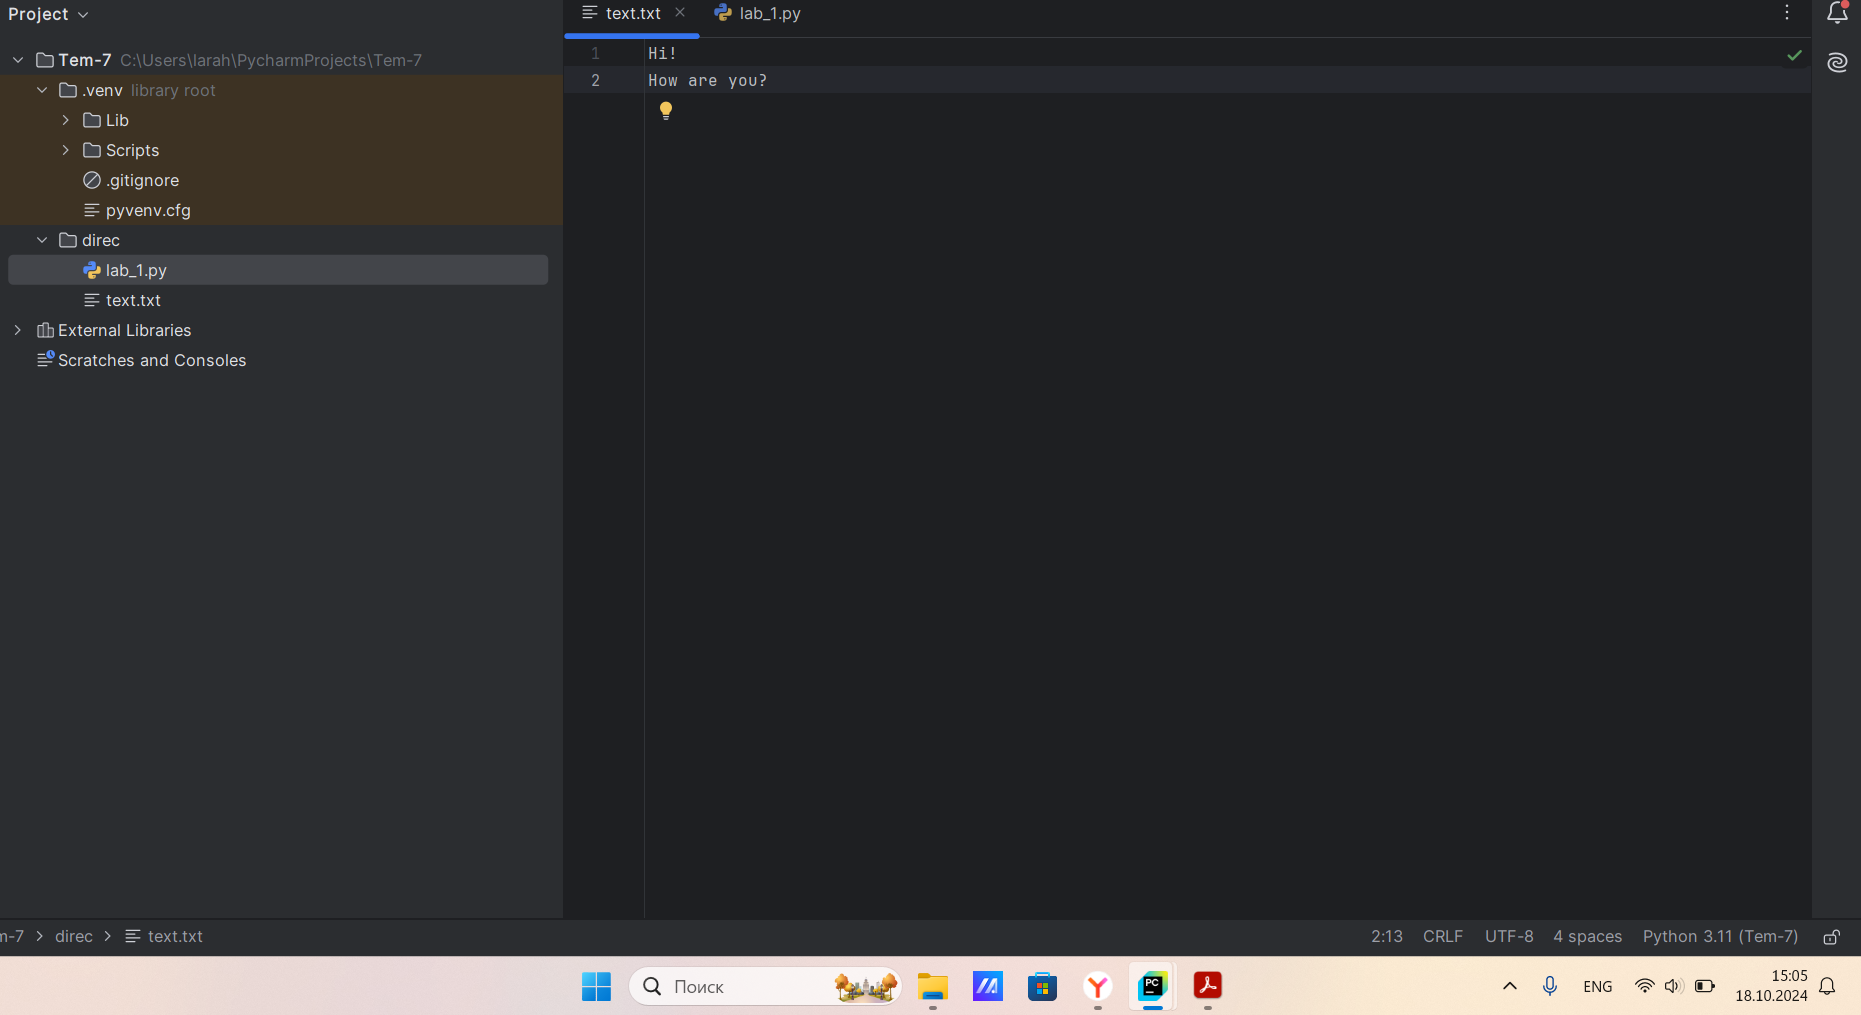 Project
text.txt
lab_1.py
Tem-7 C:\Users\larah\PycharmProjects\Tem-7
.venv library root
Lib
Scripts
.gitignore
pyvenv.cfg
direc
lab_1.py
text.txt
External Libraries
Scratches and Consoles
1 Hi!
2 How are you?
m-7 > direc > text.txt
2:13 CRLF UTF-8 4 spaces Python 3.11 (Tem-7)
Поиск
PC
ENG
15:05
18.10.2024